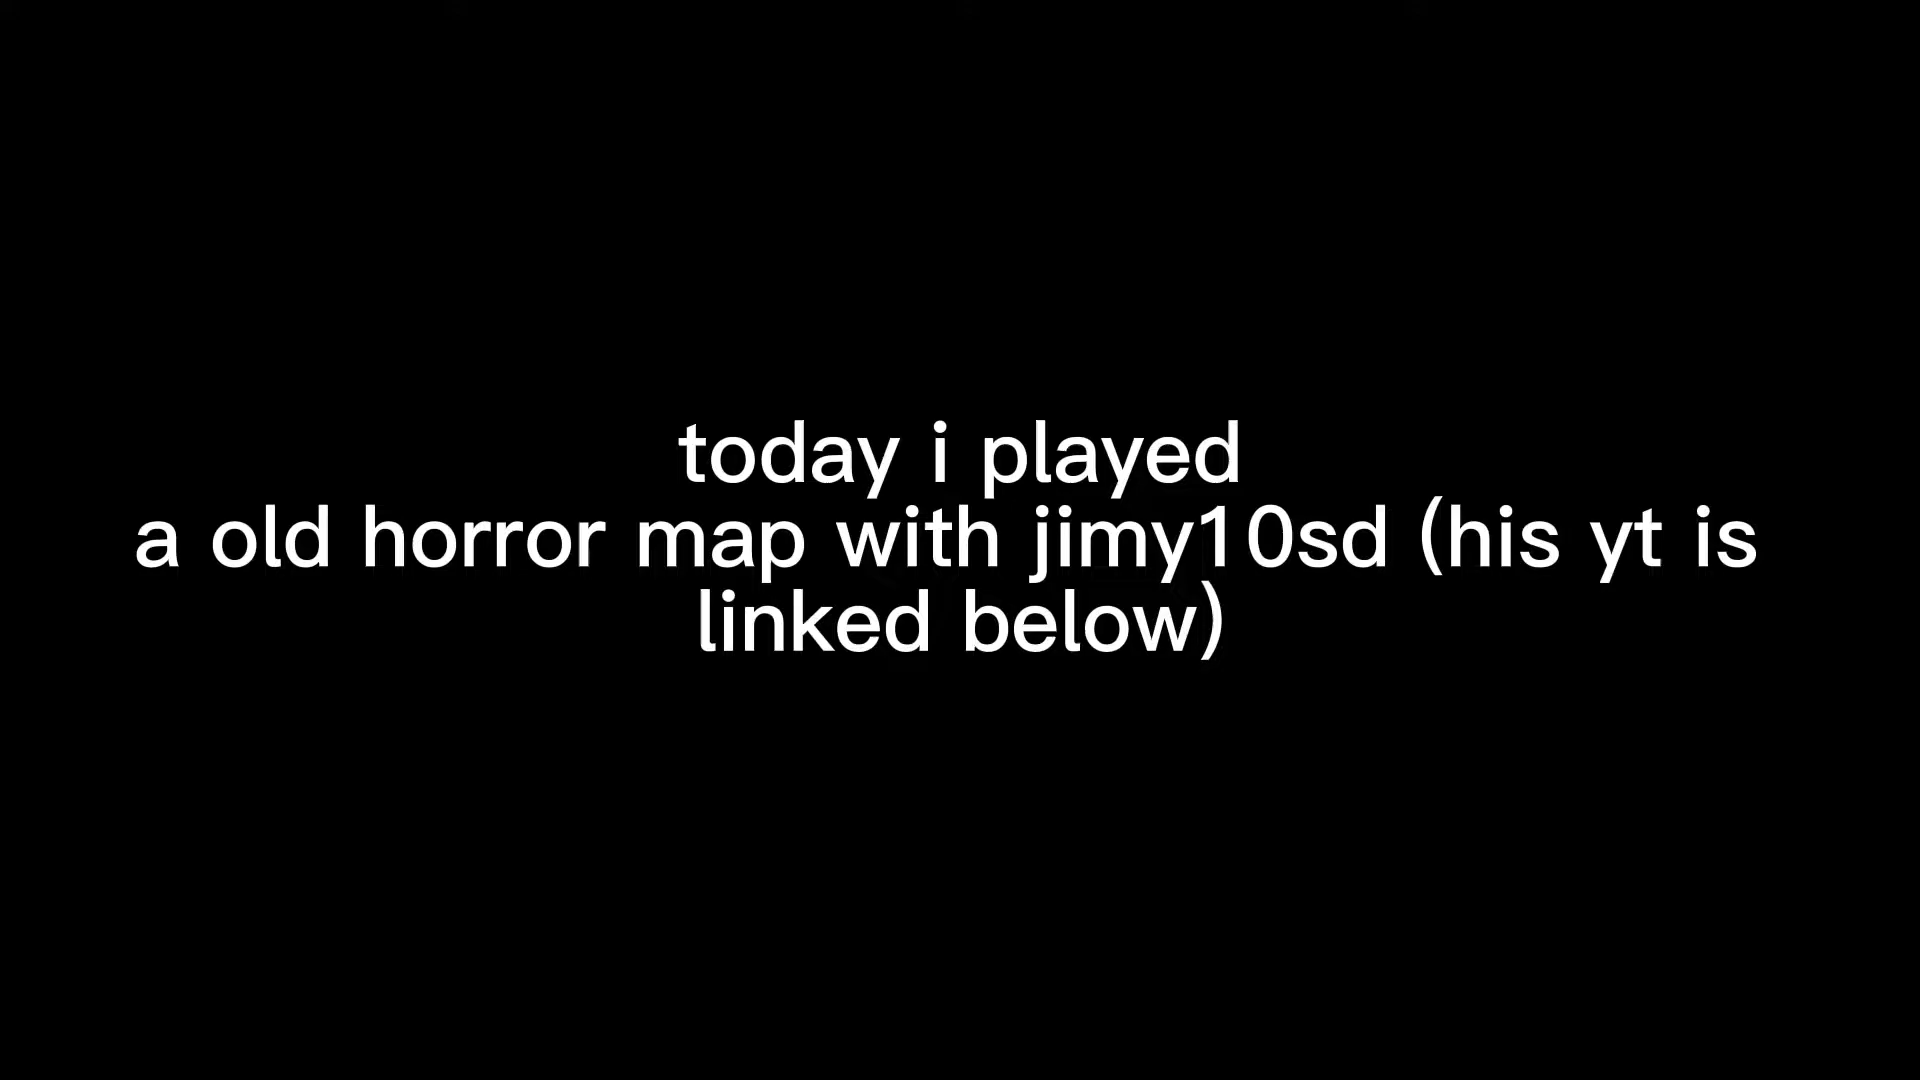 today i played
a old horror map with jimy10sd (his yt is
linked below)